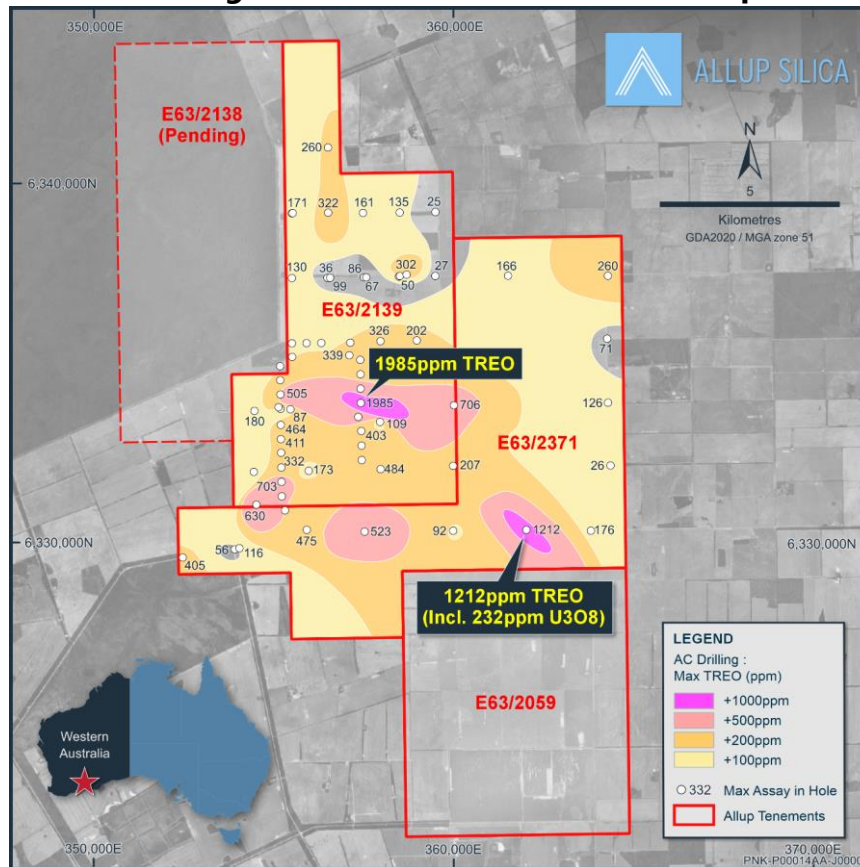 350,000E
360,000E
ALLUP SILICA
E63/2138
(Pending)
N
5
Kilometres
GDA2020 / MGA zone 51
6,340,000N
260
171
322
161
135
25
130
36
99
86
67
302
50
27
166
260
E63/2139
326
202
339
71
1985ppm TREO
505
1985
706
126
180
87
109
464
403
E63/2371
411
332
173
484
207
26
703
630
475
523
92
1212
176
6,330,000N
6,330,000N
56
116
405
1212ppm TREO
(Incl. 232ppm U3O8)
E63/2059
Western
Australia
LEGEND
AC Drilling :
Max TREO (ppm)
+1000ppm
+500ppm
+200ppm
+100ppm
332 Max Assay in Hole
Allup Tenements
350,000E
360,000E
370,000E